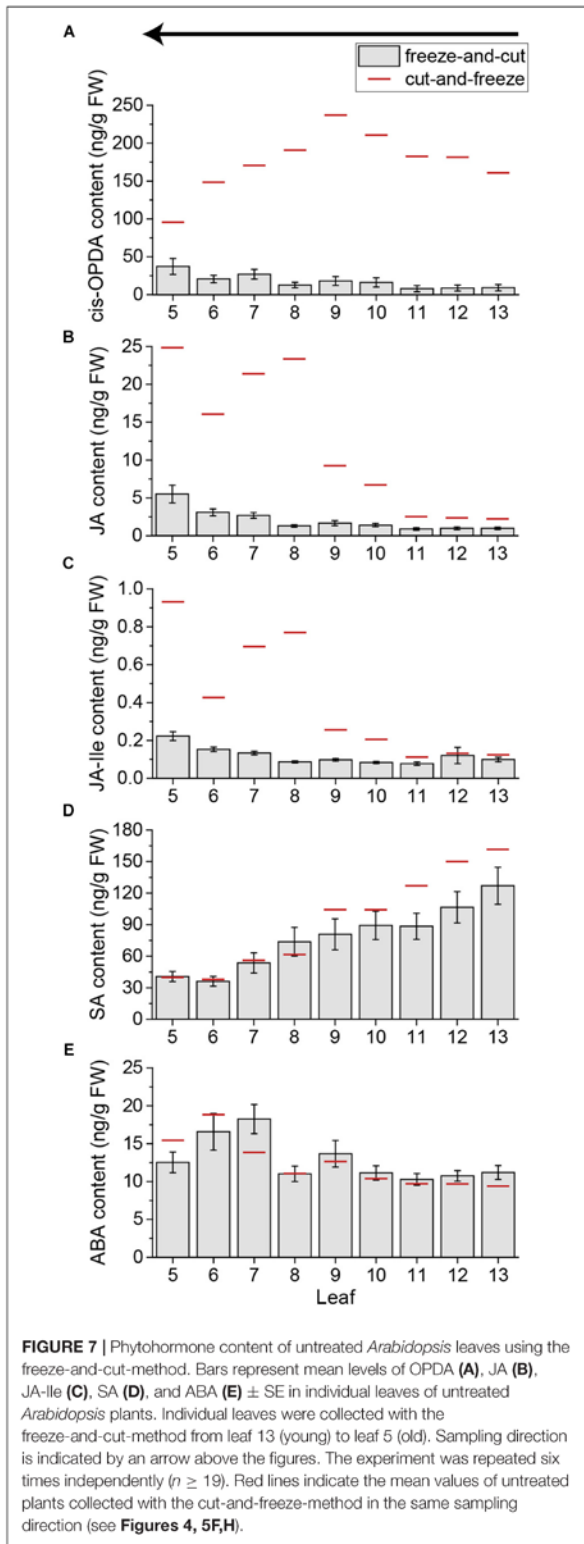 A
freeze-and-cut
cut-and-freeze
cis-OPDA content (ng/g FW)
250
200
150
100
50
0
5 6 7 8 9 10 11 12 13
B
JA content (ng/g FW)
25
20
15
10
5
0
5 6 7 8 9 10 11 12 13
C
JA-Ile content (ng/g FW)
1.0
0.8
0.6
0.4
0.2
0.0
5 6 7 8 9 10 11 12 13
D
SA content (ng/g FW)
180
150
120
90
60
30
0
5 6 7 8 9 10 11 12 13
E
ABA content (ng/g FW)
25
20
15
10
5
0
5 6 7 8 9 10 11 12 13
Leaf
FIGURE 7 | Phytohormone content of untreated Arabidopsis leaves using the
freeze-and-cut-method. Bars represent mean levels of OPDA (A), JA (B),
JA-Ile (C), SA (D), and ABA (E) ± SE in individual leaves of untreated
Arabidopsis plants. Individual leaves were collected with the
freeze-and-cut-method from leaf 13 (young) to leaf 5 (old). Sampling direction
is indicated by an arrow above the figures. The experiment was repeated six
times independently (n ≥ 19). Red lines indicate the mean values of untreated
plants collected with the cut-and-freeze-method in the same sampling
direction (see Figures 4, 5F,H).